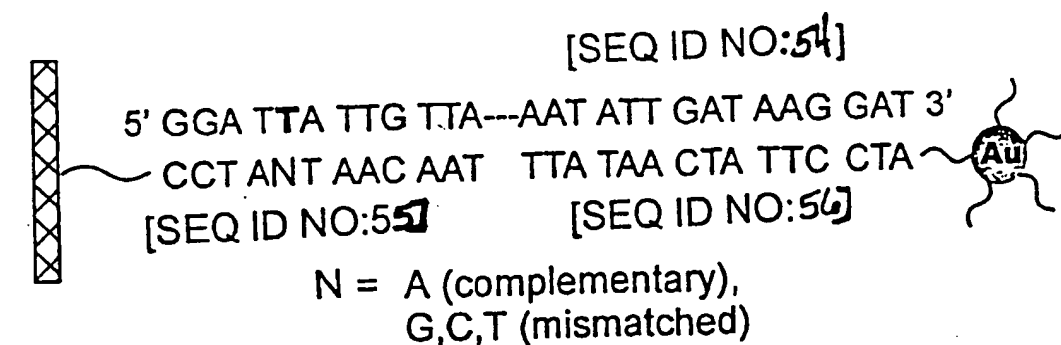 [SEQ ID NO:54]
5' GGA TTA TTG TTA---AAT ATT GAT AAG GAT 3'
CCT ANT AAC AAT TTA TAA CTA TTC CTA
Au
[SEQ ID NO:55] [SEQ ID NO:56]
N = A (complementary),
G,C,T (mismatched)